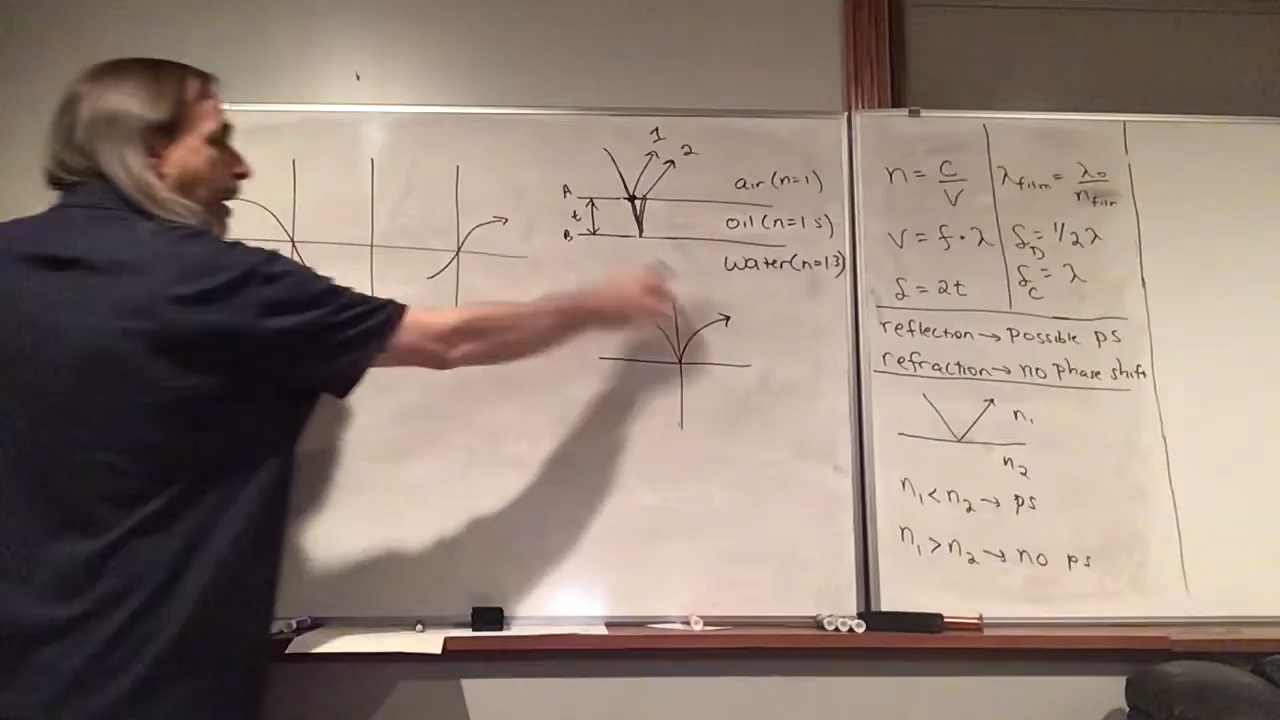 1
2
A
t
B
air (n=1)
oil (n=1.5)
water (n=1.3)
n = c/v
v = f·λ
δ = 2t
λfilm = λ0/nfilm
δD = 1/2λ
δC = λ
reflection → possible ps
refraction → no phase shift
n1
n2
n1 < n2 → ps
n1 > n2 → no ps